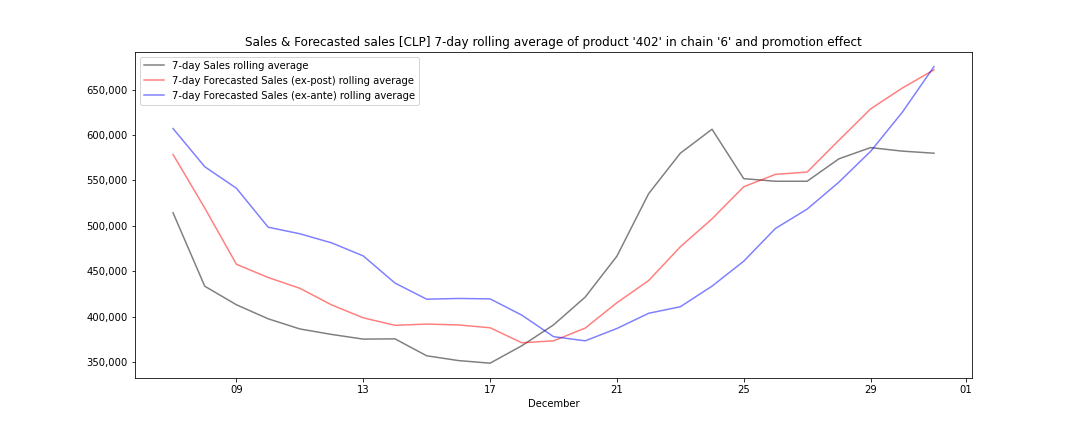 Sales & Forecasted sales [CLP] 7-day rolling average of product '402' in chain '6' and promotion effect
7-day Sales rolling average
7-day Forecasted Sales (ex-post) rolling average
7-day Forecasted Sales (ex-ante) rolling average
650,000
600,000
550,000
500,000
450,000
400,000
350,000
09 13 17 21 25 29 01
December